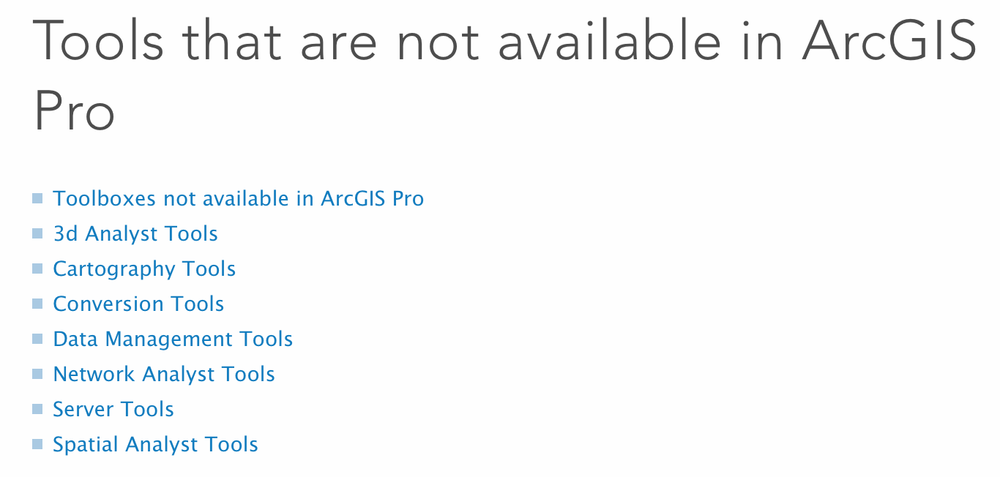 Tools that are not available in ArcGIS
Pro
Toolboxes not available in ArcGIS Pro
3d Analyst Tools
Cartography Tools
Conversion Tools
Data Management Tools
Network Analyst Tools
Server Tools
Spatial Analyst Tools